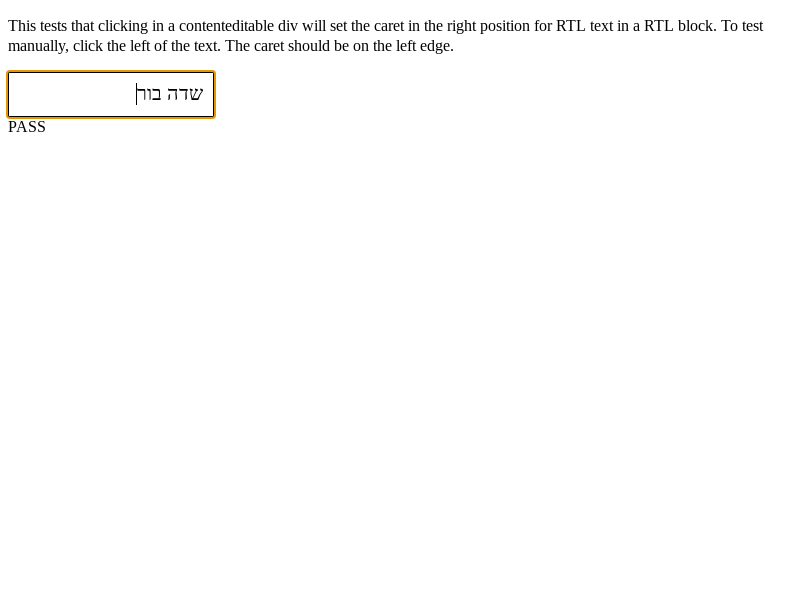 This tests that clicking in a contenteditable div will set the caret in the right position for RTL text in a RTL block. To test
manually, click the left of the text. The caret should be on the left edge.
שדה בור
PASS